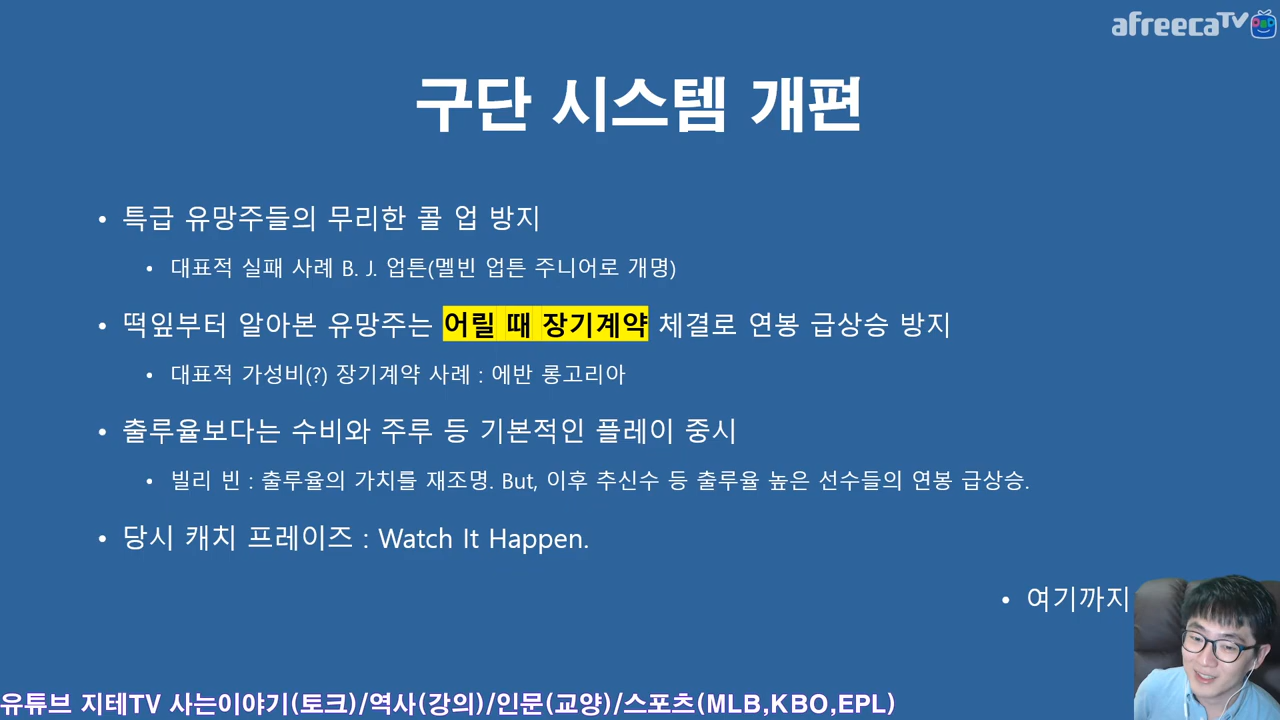 afreecaTV
구단 시스템 개편
• 특급 유망주들의 무리한 콜 업 방지
• 대표적 실패 사례 B. J. 업튼(멜빈 업튼 주니어로 개명)
• 떡잎부터 알아본 유망주는 어릴 때 장기계약 체결로 연봉 급상승 방지
• 대표적 가성비(?) 장기계약 사례 : 에반 롱고리아
• 출루율보다는 수비와 주루 등 기본적인 플레이 중시
• 빌리 빈 : 출루율의 가치를 재조명. But, 이후 추신수 등 출루율 높은 선수들의 연봉 급상승.
• 당시 캐치 프레이즈 : Watch It Happen.
• 여기까지
유튜브 지테TV 사는이야기(토크)/역사(강의)/인문(교양)/스포츠(MLB,KBO,EPL)